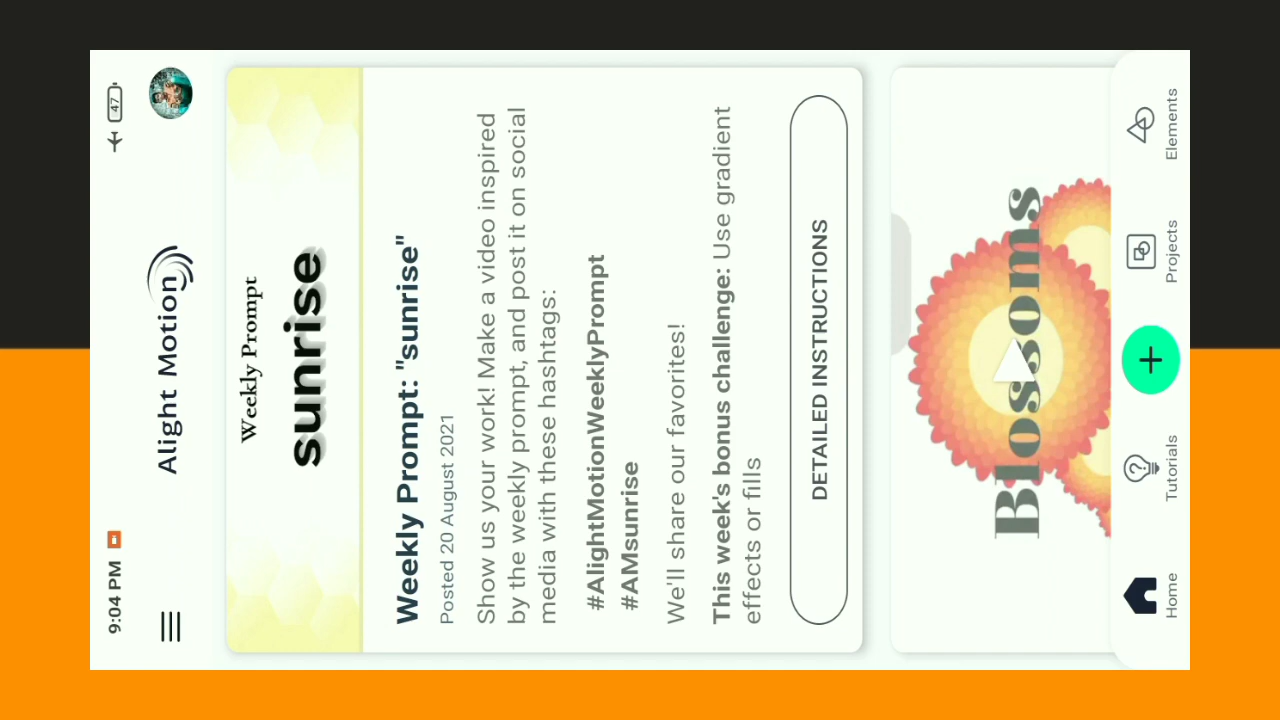 9:04 PM
47
Alight Motion
Weekly Prompt
sunrise
Weekly Prompt: "sunrise"
Posted 20 August 2021
Show us your work! Make a video inspired
by the weekly prompt, and post it on social
media with these hashtags:
#AlightMotionWeeklyPrompt
#AMsunrise
We'll share our favorites!
This week's bonus challenge: Use gradient
effects or fills
DETAILED INSTRUCTIONS
Blossoms
Home
Tutorials
Projects
Elements